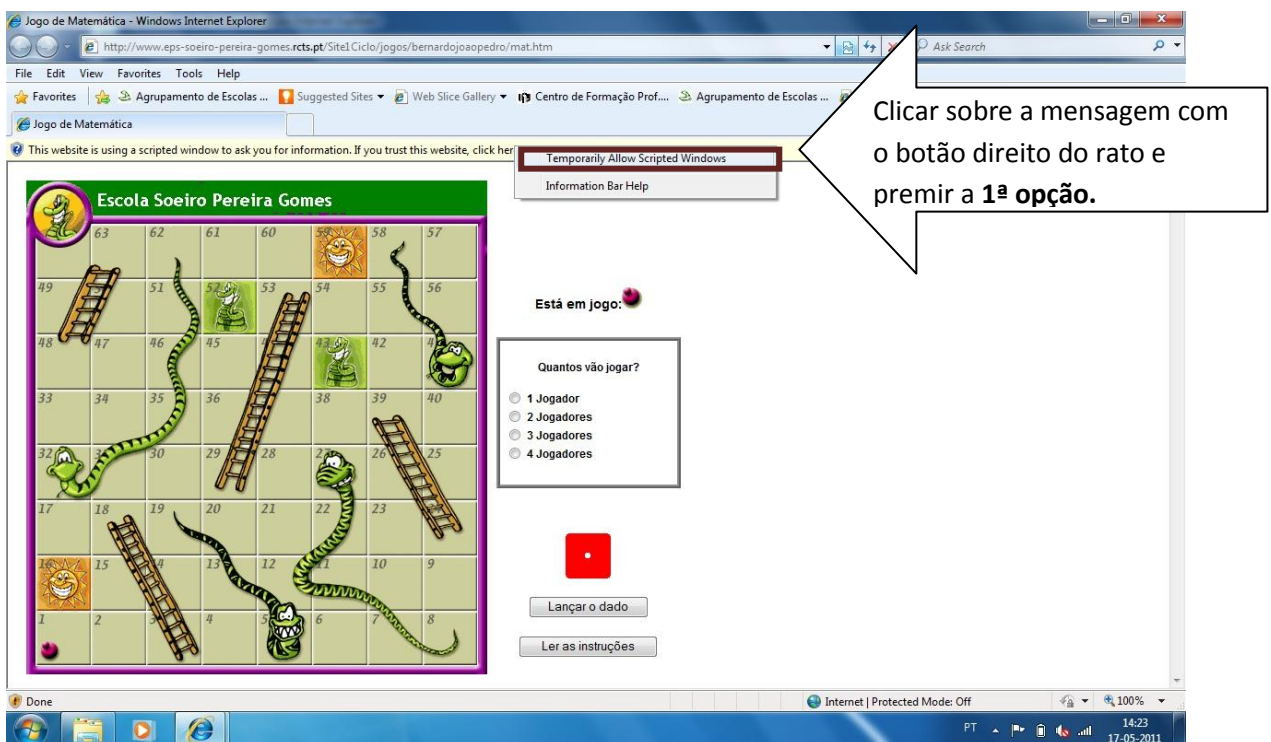 Jogo de Matemática - Windows Internet Explorer
http://www.eps-soeiro-pereira-gomes.rcts.pt/Site1Ciclo/jogos/bernardojoaopedro/mat.htm
Ask Search
File Edit View Favorites Tools Help
Favorites Agrupamento de Escolas ... Suggested Sites Web Slice Gallery Centro de Formação Prof.... Agrupamento de Escolas ...
Jogo de Matemática
This website is using a scripted window to ask you for information. If you trust this website, click her
Temporarily Allow Scripted Windows
Information Bar Help
Clicar sobre a mensagem com
o botão direito do rato e
premir a 1ª opção.
Escola Soeiro Pereira Gomes
63 62 61 60 59 58 57
49 51 52 53 54 55 56
48 47 46 45 43 42
33 34 35 36 38 39 40
32 30 29 28 26 25
17 18 19 20 21 22 23
16 15 14 13 12 11 10 9
1 2 4 5 6 7 8
Está em jogo:
Quantos vão jogar?
1 Jogador
2 Jogadores
3 Jogadores
4 Jogadores
Lançar o dado
Ler as instruções
Done
Internet | Protected Mode: Off
100%
PT
14:23
17-05-2011